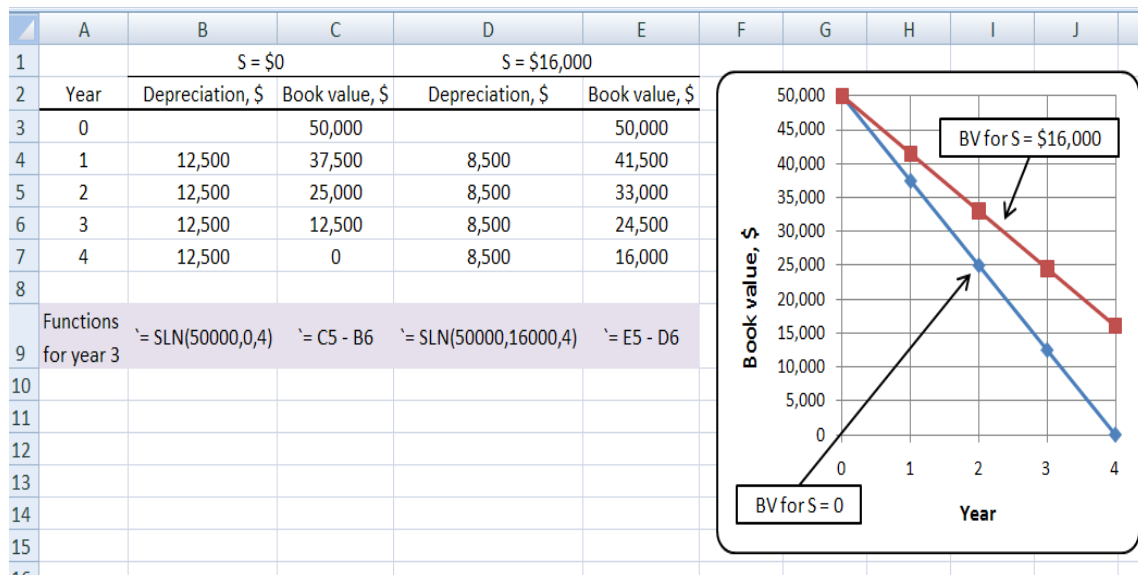 A B C D E F G H I J
1 S = $0 S = $16,000
2 Year Depreciation, $ Book value, $ Depreciation, $ Book value, $
3 0 50,000 50,000
4 1 12,500 37,500 8,500 41,500
5 2 12,500 25,000 8,500 33,000
6 3 12,500 12,500 8,500 24,500
7 4 12,500 0 8,500 16,000
8
Functions
9 for year 3 `= SLN(50000,0,4) `= C5 - B6 `= SLN(50000,16000,4) `= E5 - D6
10
11
12
13
14
15
Book value, $
50,000
45,000
40,000
35,000
30,000
25,000
20,000
15,000
10,000
5,000
0
BV for S = $16,000
0 1 2 3 4
BV for S = 0
Year